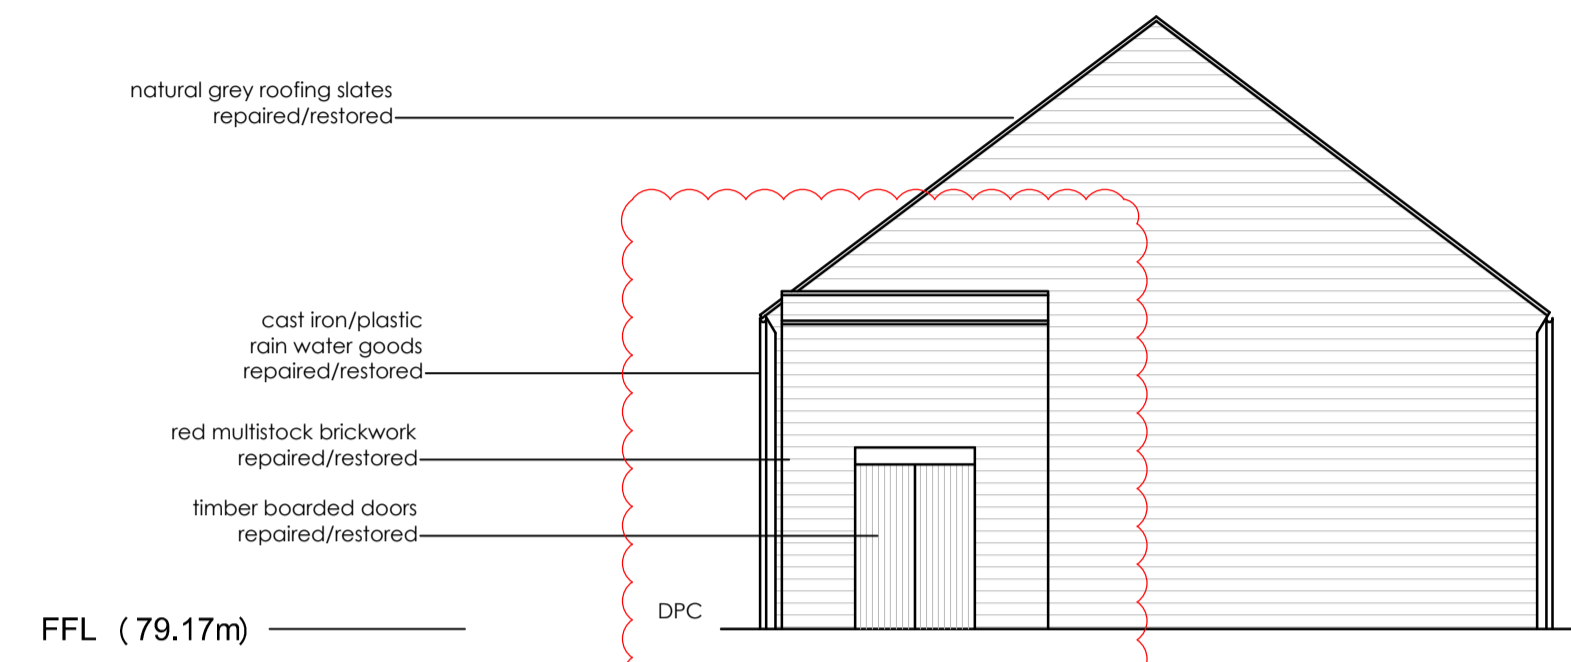 natural grey roofing slates
repaired/restored
cast iron/plastic
rain water goods
repaired/restored
red multistock brickwork
repaired/restored
timber boarded doors
repaired/restored
DPC
FFL (79.17m)